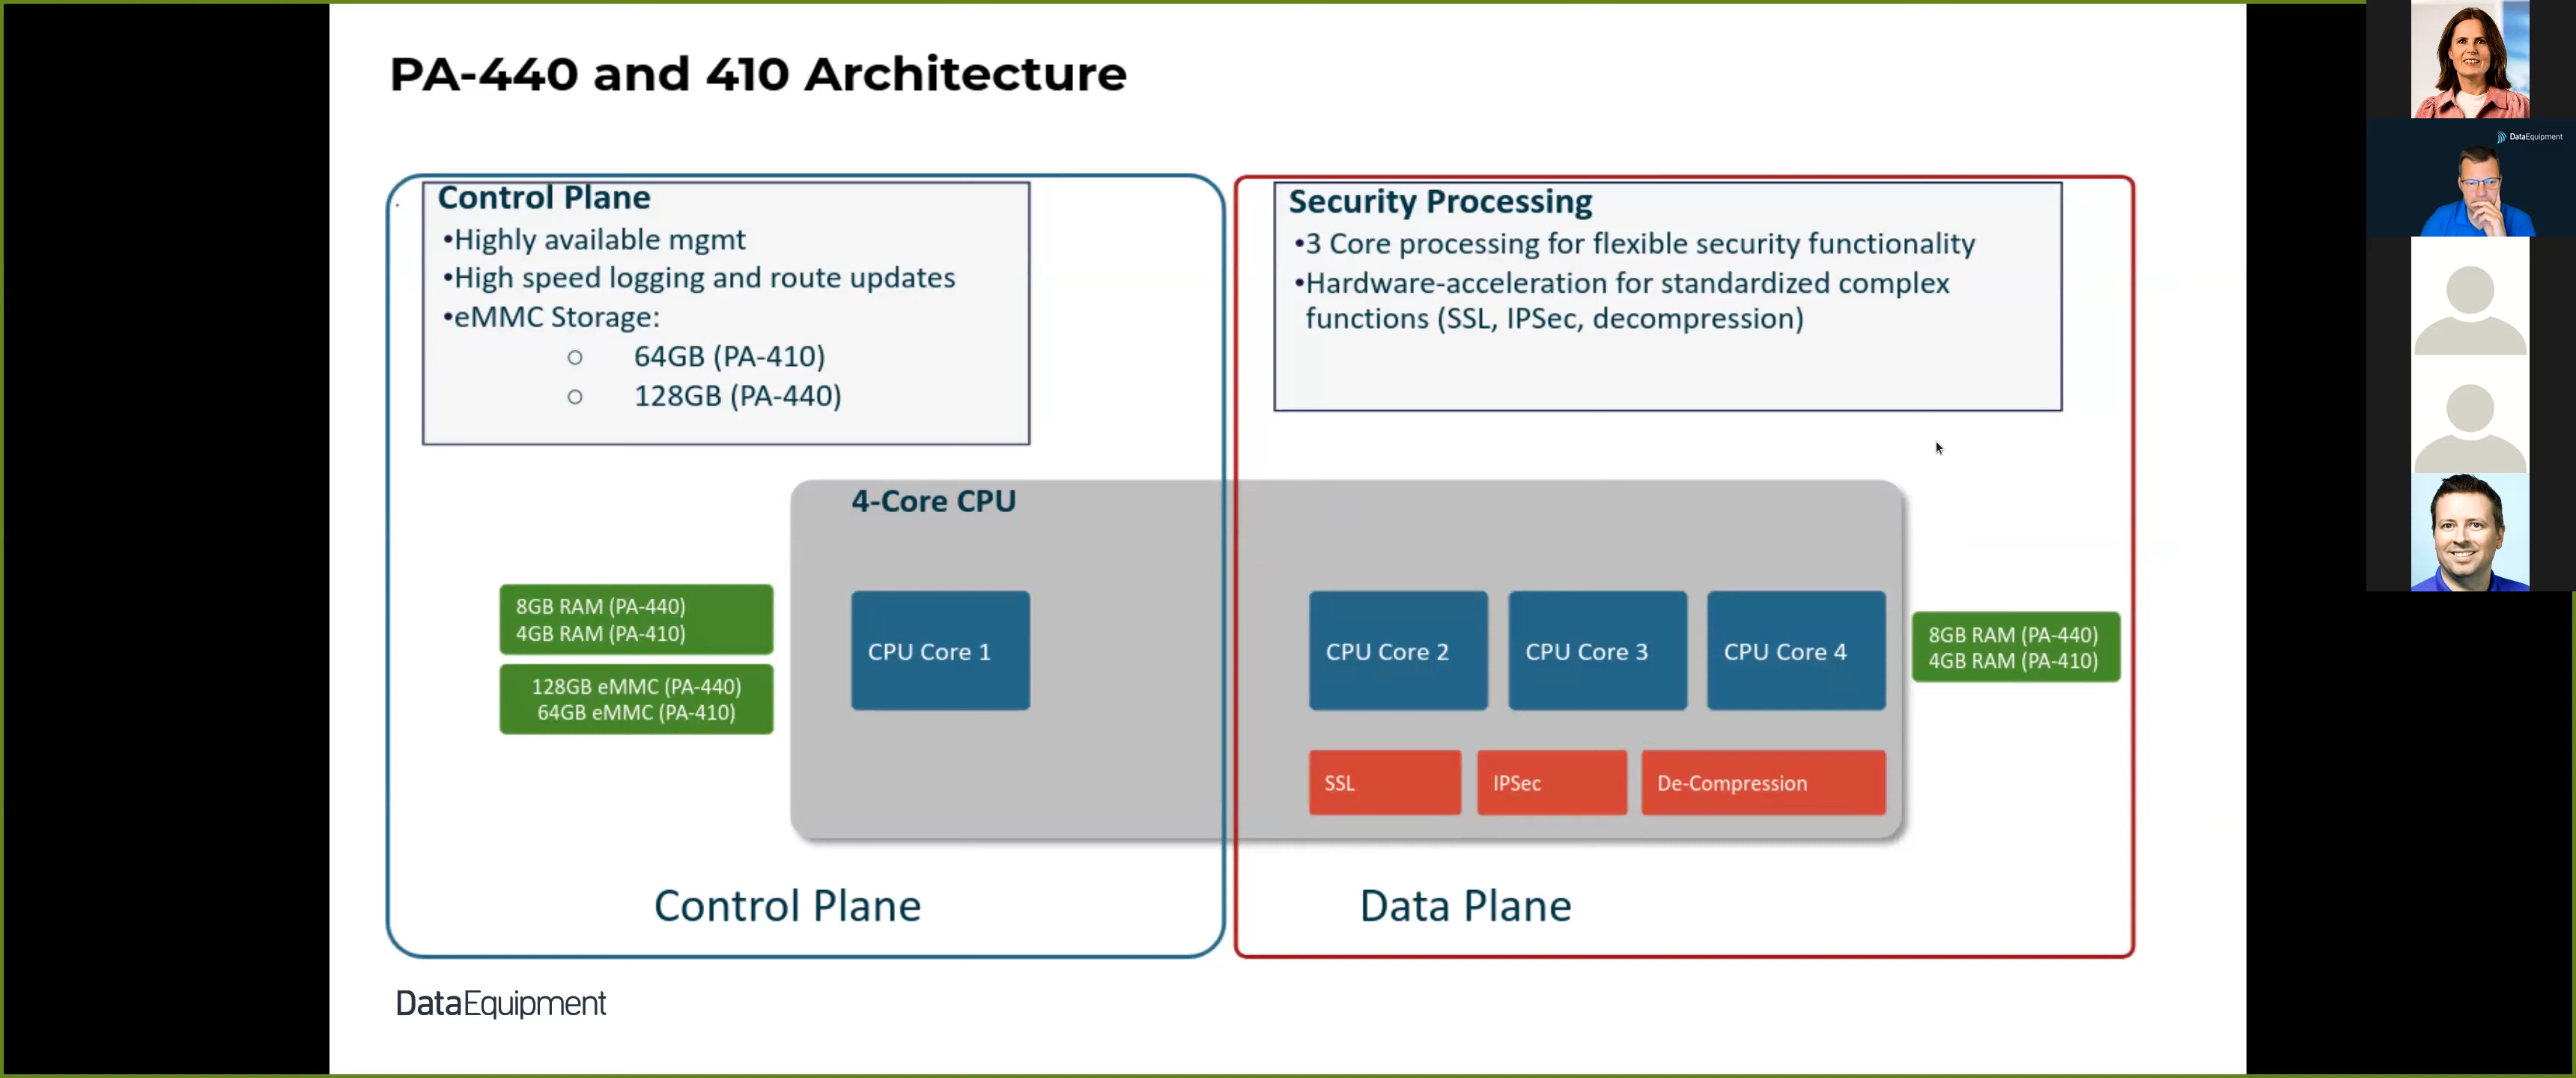 PA-440 and 410 Architecture
Control Plane
•Highly available mgmt
•High speed logging and route updates
•eMMC Storage:
○ 64GB (PA-410)
○ 128GB (PA-440)
Security Processing
•3 Core processing for flexible security functionality
•Hardware-acceleration for standardized complex
functions (SSL, IPSec, decompression)
4-Core CPU
8GB RAM (PA-440)
4GB RAM (PA-410)
128GB eMMC (PA-440)
64GB eMMC (PA-410)
CPU Core 1
CPU Core 2
CPU Core 3
CPU Core 4
8GB RAM (PA-440)
4GB RAM (PA-410)
SSL
IPSec
De-Compression
Control Plane
Data Plane
DataEquipment
DataEquipment